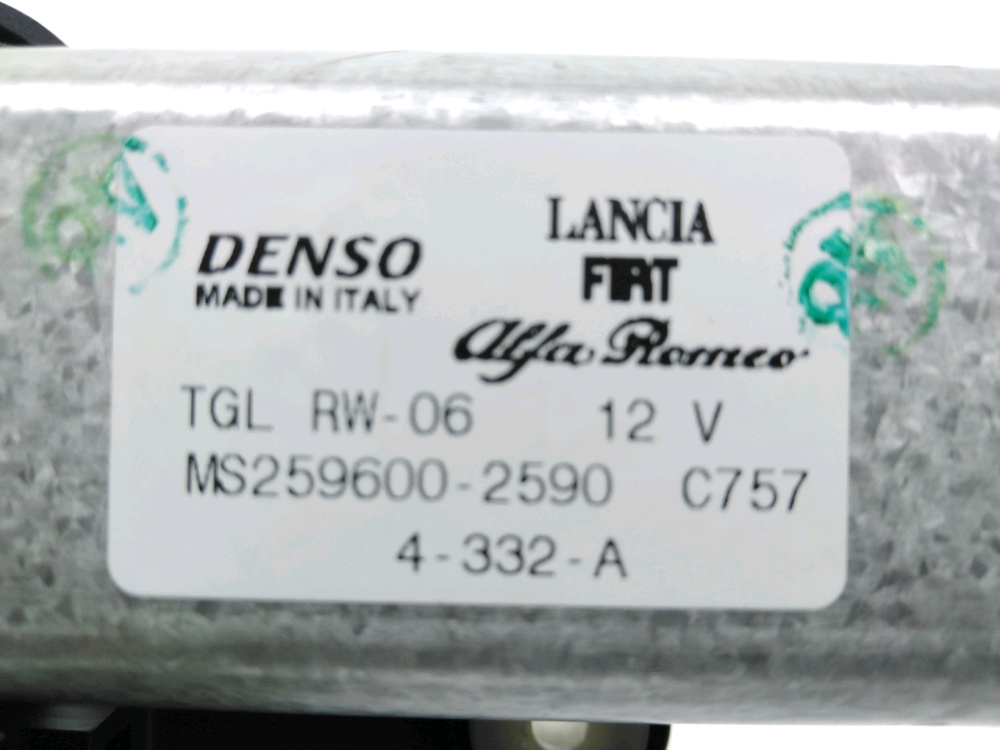 DENSO
MADE IN ITALY
LANCIA
FIAT
Alfa Romeo
TGL RW-06 12 V
MS259600-2590 C757
4-332-A